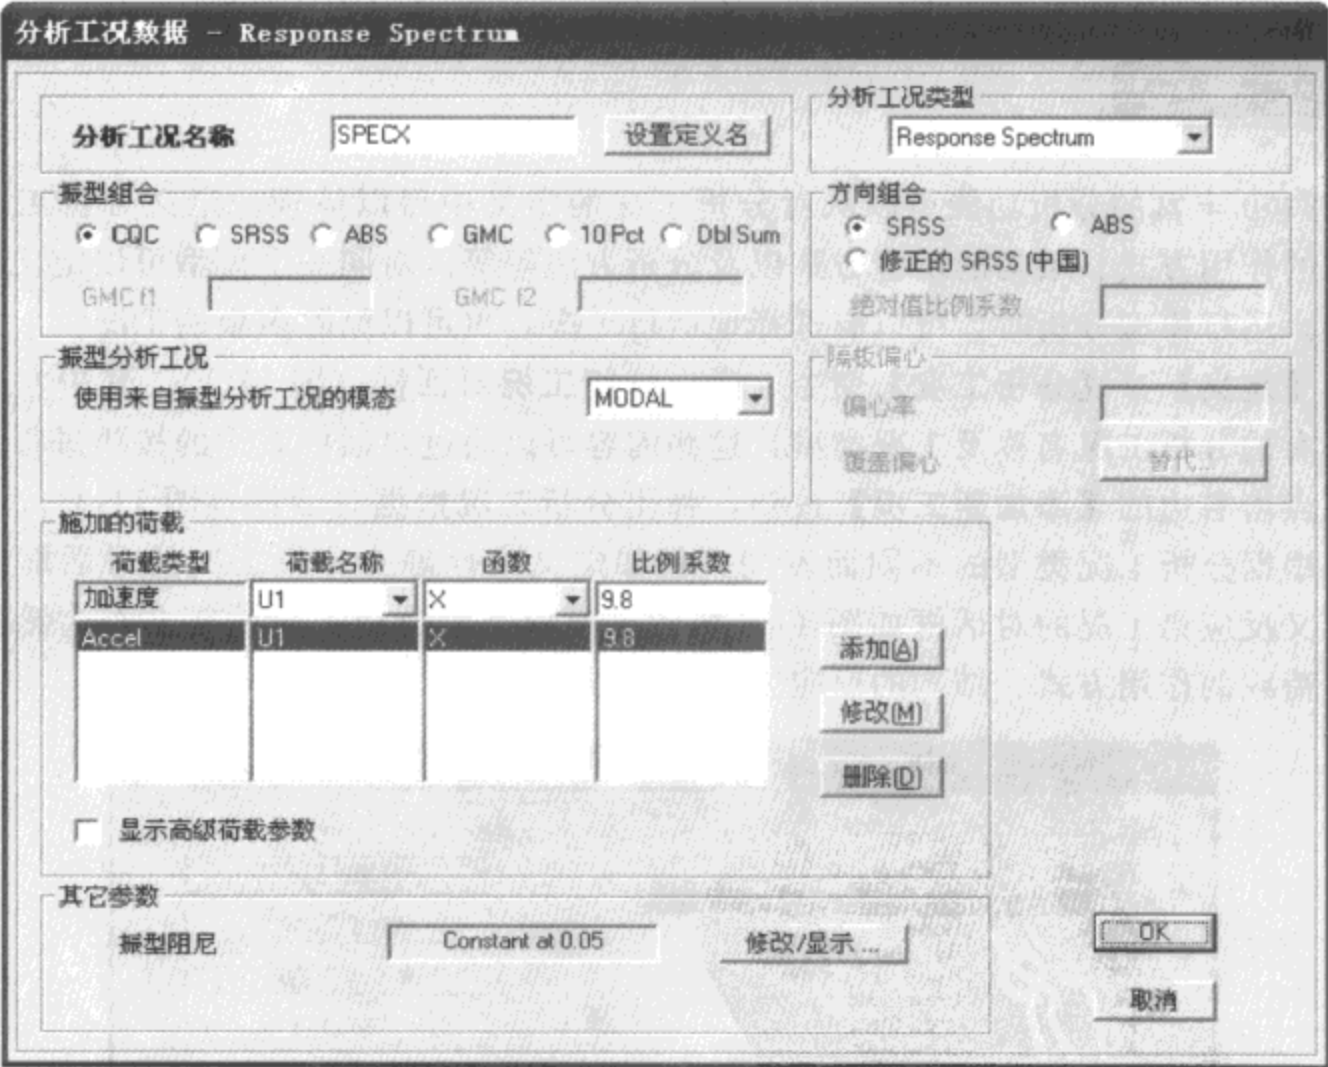 分析工况数据 - Response Spectrum
分析工况名称 SPECX 设置定义名
分析工况类型
Response Spectrum
振型组合
CQC SRSS ABS GMC 10 Pct Dbl Sum
GMC f1 GMC f2
方向组合
SRSS ABS
修正的 SRSS (中国)
绝对值比例系数
振型分析工况
使用来自振型分析工况的模态 MODAL
隔板偏心
偏心率
覆盖偏心 替代...
施加的荷载
荷载类型 荷载名称 函数 比例系数
加速度 U1 X 9.8
Accel U1 X 9.8
添加(A)
修改(M)
删除(D)
显示高级荷载参数
其它参数
振型阻尼 Constant at 0.05 修改/显示 ...
OK
取消